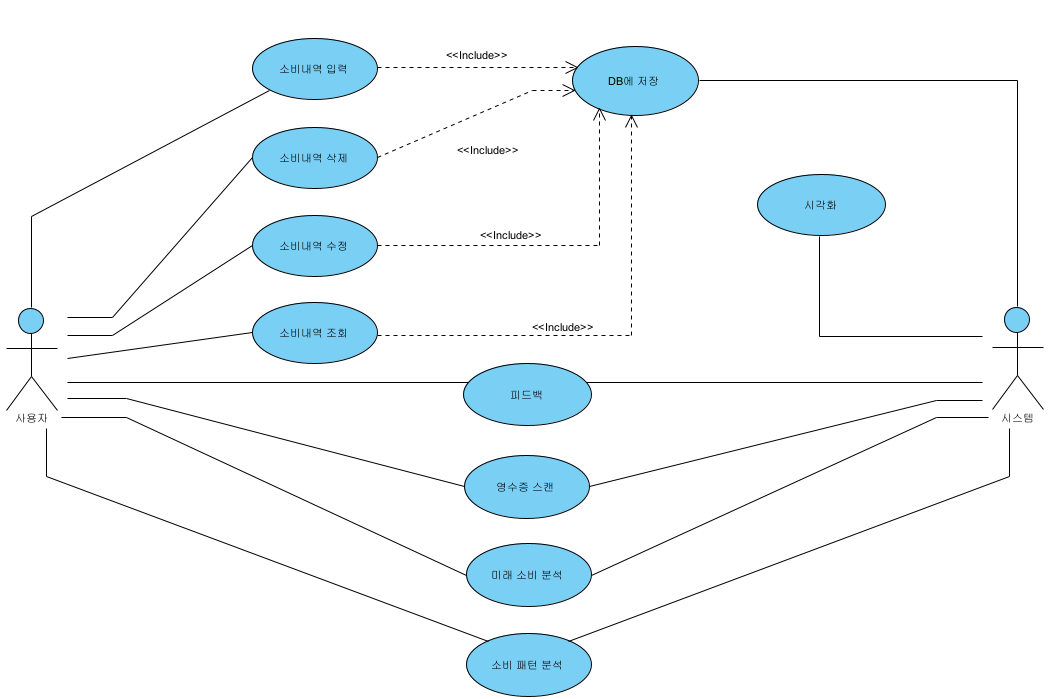 소비내역 입력
<<Include>>
DB에 저장
소비내역 삭제
<<Include>>
시각화
소비내역 수정
<<Include>>
소비내역 조회
<<Include>>
피드백
사용자
시스템
영수증 스캔
미래 소비 분석
소비 패턴 분석